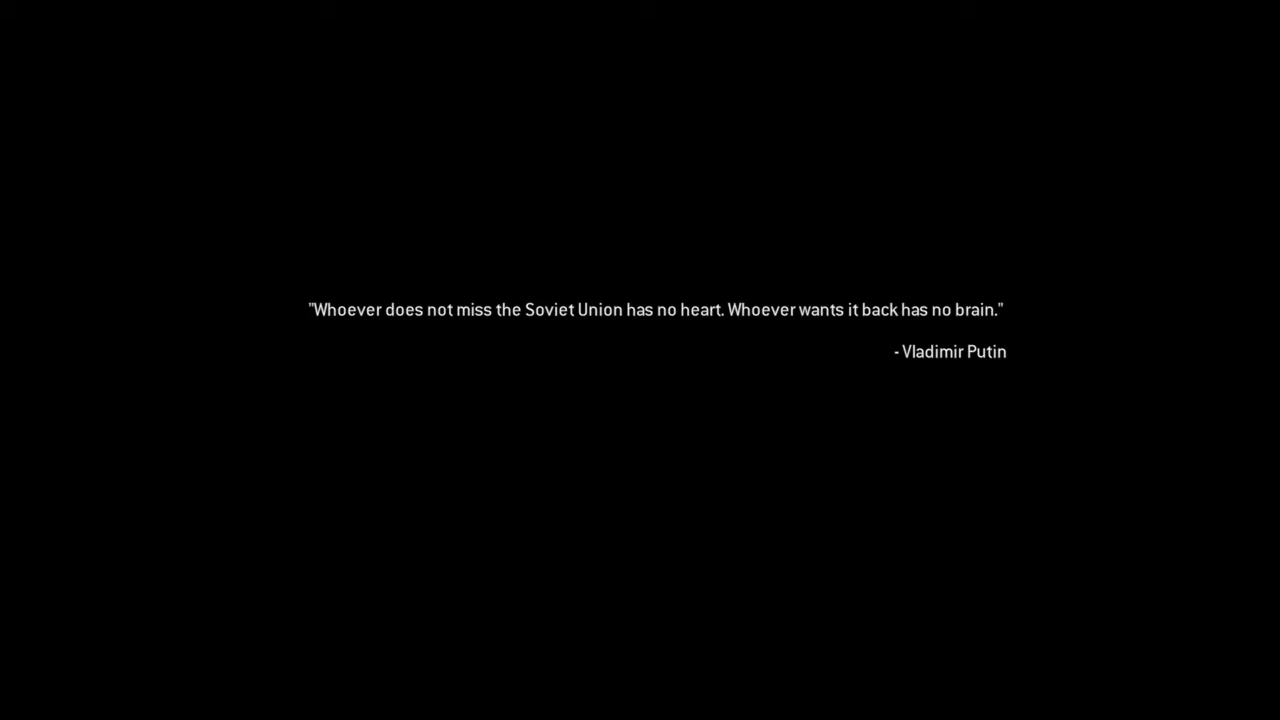 "Whoever does not miss the Soviet Union has no heart. Whoever wants it back has no brain."
- Vladimir Putin